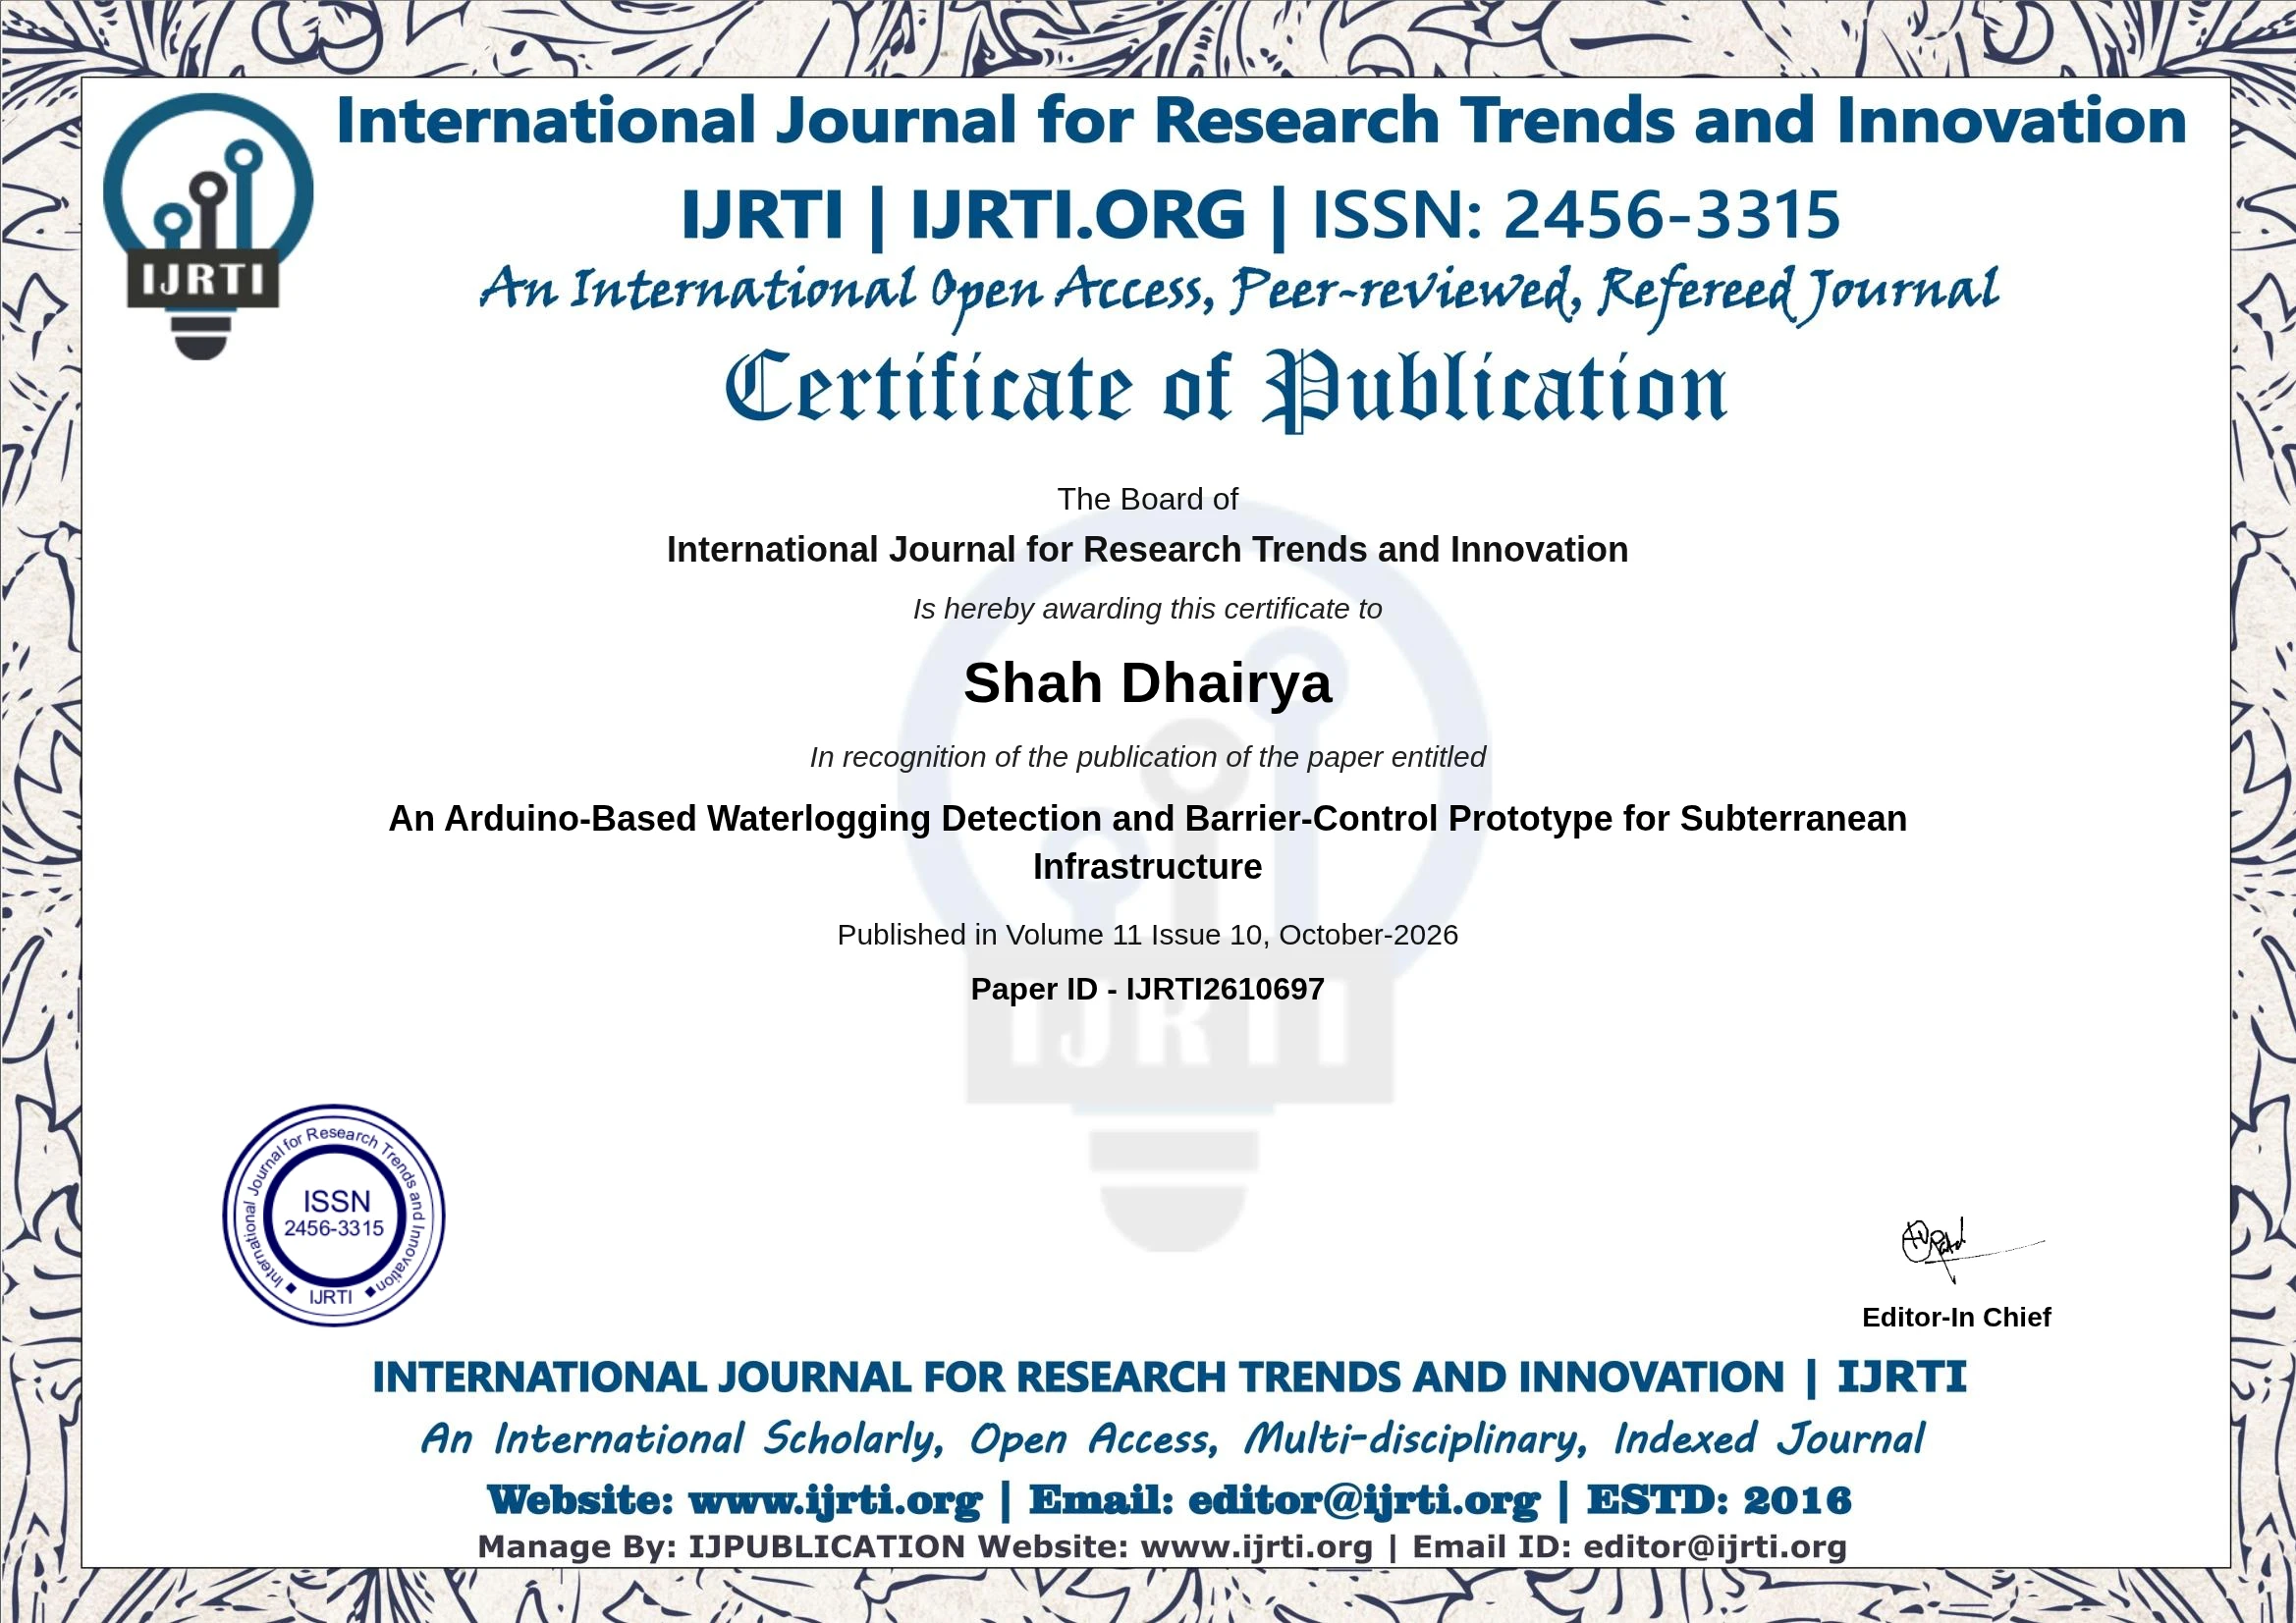 International Journal for Research Trends and Innovation
IJRTI | IJRTI.ORG | ISSN: 2456-3315
An International Open Access, Peer-reviewed, Refereed Journal
IJRTI
Certificate of Publication
The Board of
International Journal for Research Trends and Innovation
Is hereby awarding this certificate to
Shah Dhairya
In recognition of the publication of the paper entitled
An Arduino-Based Waterlogging Detection and Barrier-Control Prototype for Subterranean
Infrastructure
Published in Volume 11 Issue 10, October-2026
Paper ID - IJRTI2610697
IJRTI
International Journal for Research Trends and Innovation
ISSN
2456-3315
IJRTI
Editor-In Chief
INTERNATIONAL JOURNAL FOR RESEARCH TRENDS AND INNOVATION | IJRTI
An International Scholarly, Open Access, Multi-disciplinary, Indexed Journal
Website: www.ijrti.org | Email: editor@ijrti.org | ESTD: 2016
Manage By: IJPUBLICATION Website: www.ijrti.org | Email ID: editor@ijrti.org